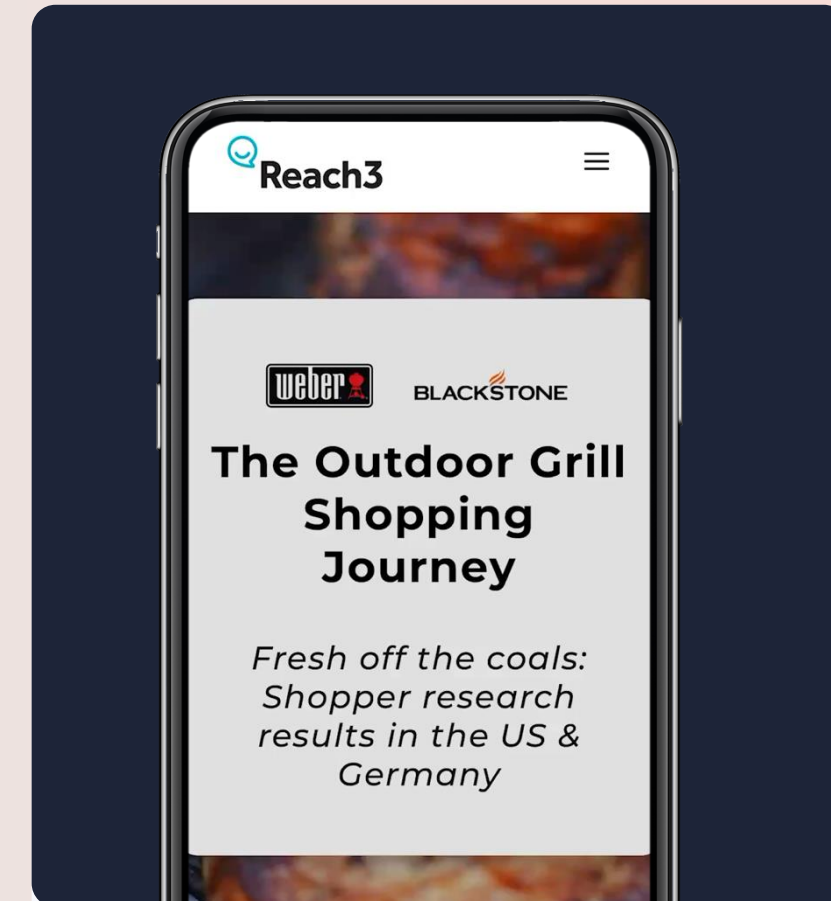 Reach3
weber
BLACKSTONE
The Outdoor Grill
Shopping
Journey
Fresh off the coals:
Shopper research
results in the US &
Germany